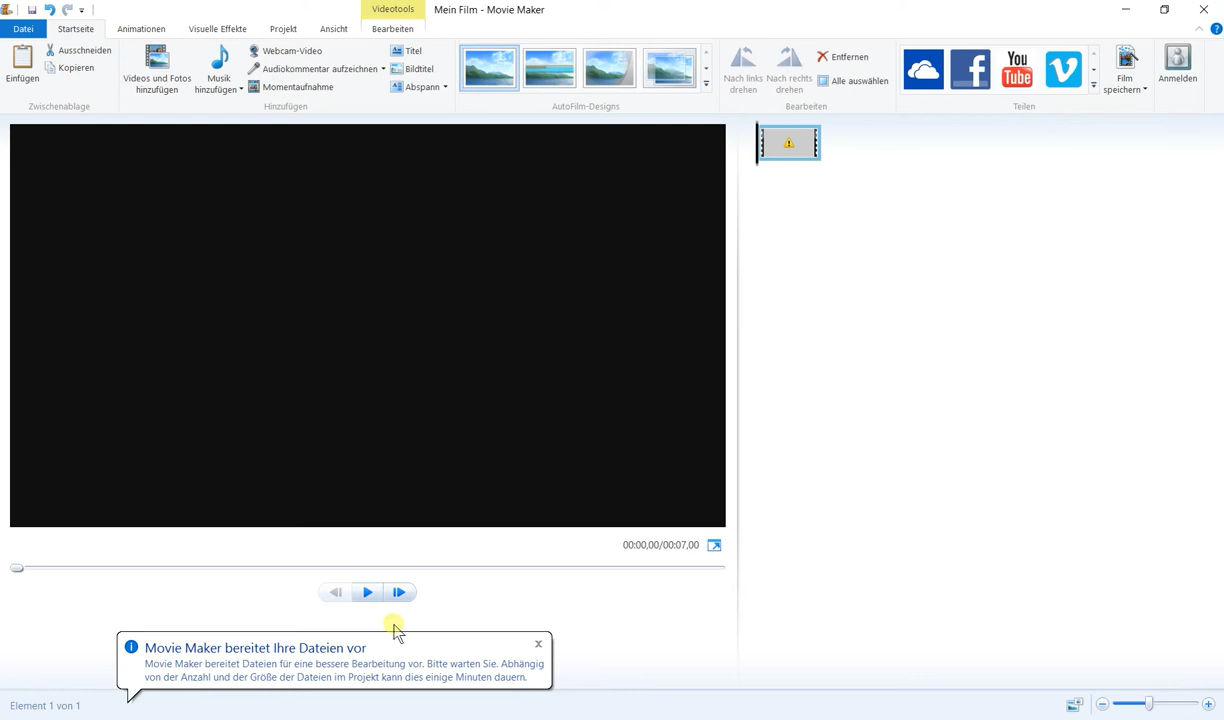 Videotools
Mein Film - Movie Maker
Datei
Startseite
Animationen
Visuelle Effekte
Projekt
Ansicht
Bearbeiten
Einfügen
Ausschneiden
Kopieren
Zwischenablage
Videos und Fotos
hinzufügen
Musik
hinzufügen
Webcam-Video
Audiokommentar aufzeichnen
Momentaufnahme
Titel
Bildtitel
Abspann
Hinzufügen
AutoFilm-Designs
Nach links
drehen
Nach rechts
drehen
Entfernen
Alle auswählen
Bearbeiten
You
Tube
Teilen
Film
speichern
Anmelden
00:00,00/00:07,00
Movie Maker bereitet Ihre Dateien vor
Movie Maker bereitet Dateien für eine bessere Bearbeitung vor. Bitte warten Sie. Abhängig
von der Anzahl und der Größe der Dateien im Projekt kann dies einige Minuten dauern.
Element 1 von 1